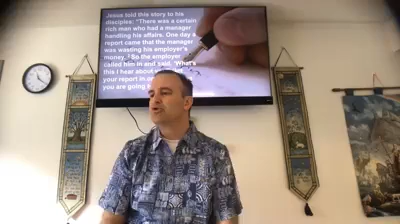 Jesus told this story to his
disciples: "There was a certain
rich man who had a manager
handling his affairs. One day a
report came that the manager
was wasting his employer's
money. 2 So the employer
called him in and said, 'What's
this I hear about
your report in or
you are going